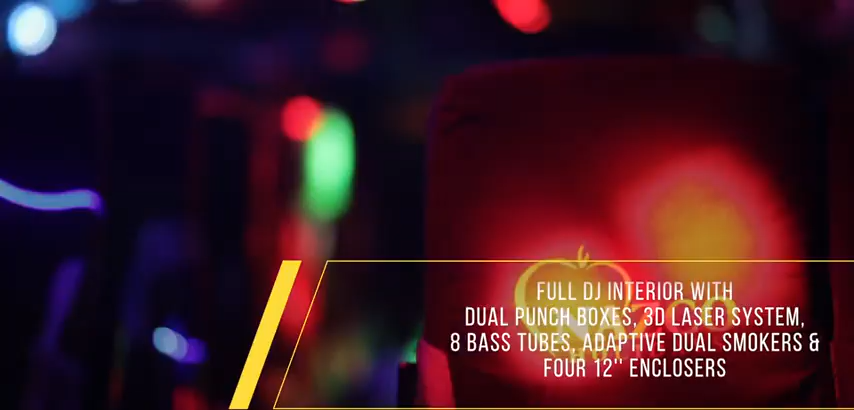 FULL DJ INTERIOR WITH
DUAL PUNCH BOXES, 3D LASER SYSTEM,
8 BASS TUBES, ADAPTIVE DUAL SMOKERS &
FOUR 12'' ENCLOSERS